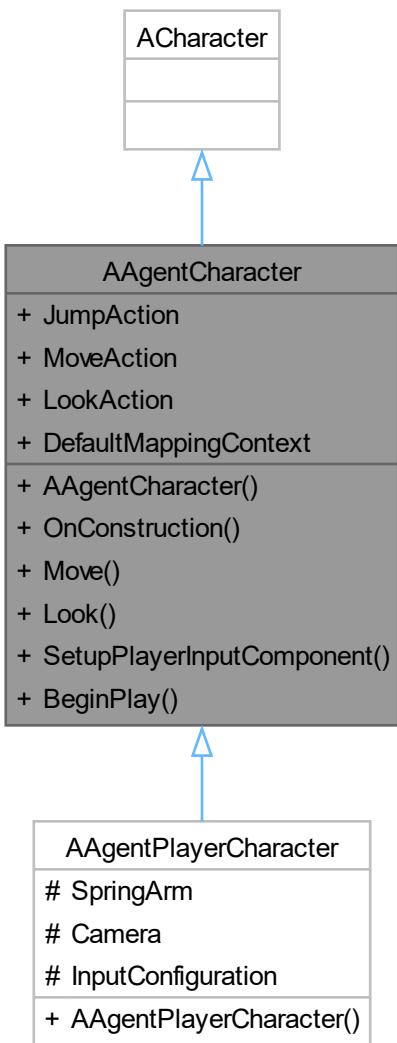 ACharacter
AAgentCharacter
+ JumpAction
+ MoveAction
+ LookAction
+ DefaultMappingContext
+ AAgentCharacter()
+ OnConstruction()
+ Move()
+ Look()
+ SetupPlayerInputComponent()
+ BeginPlay()
AAgentPlayerCharacter
# SpringArm
# Camera
# InputConfiguration
+ AAgentPlayerCharacter()